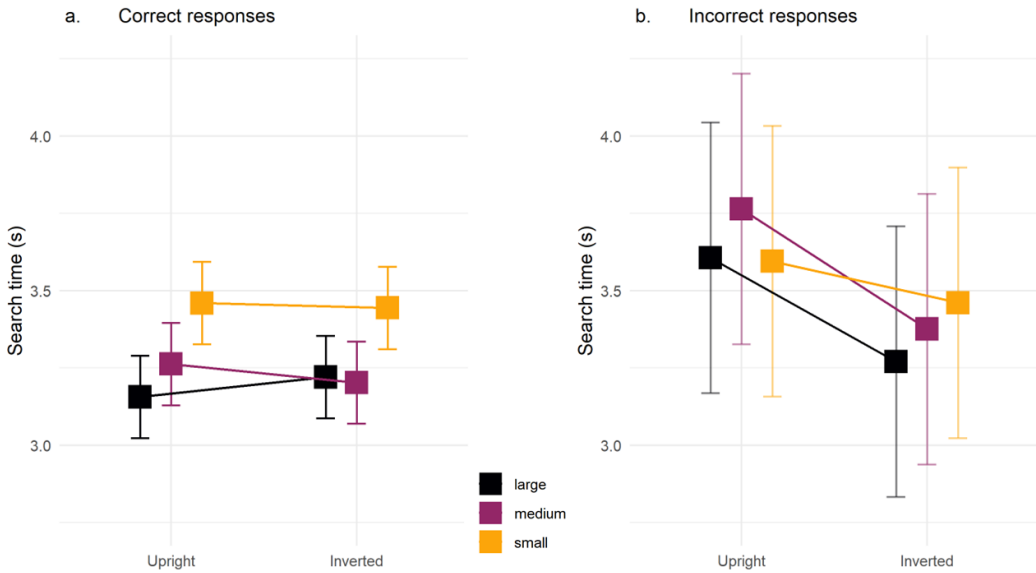 a. Correct responses
Search time (s)
4.0
3.5
3.0
Upright
Inverted
large
medium
small
b. Incorrect responses
Search time (s)
4.0
3.5
3.0
Upright
Inverted